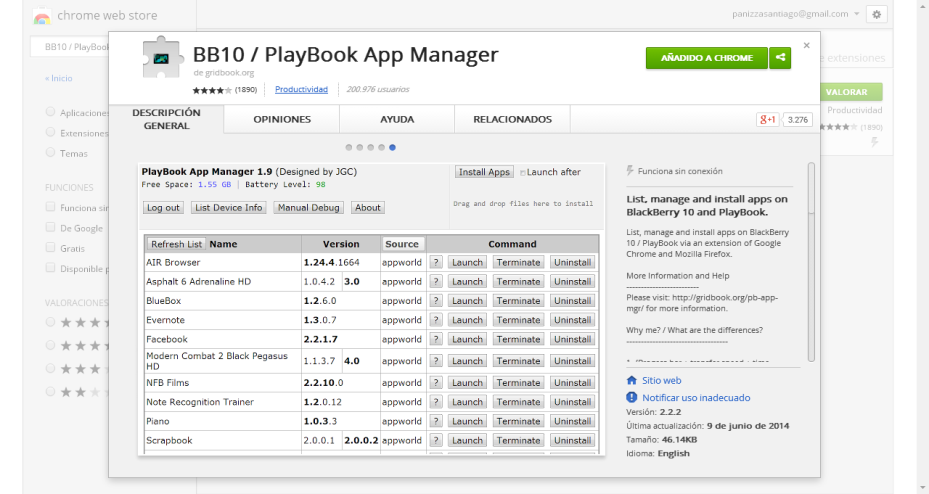 chrome web store
panizzasantiago@gmail.com
BB10 / PlayBook
« Inicio
Aplicaciones
Extensiones
Temas
FUNCIONES
Funciona sin
De Google
Gratis
Disponible p
VALORACIONES
e extensiones
VALORAR
Productividad
(1890)
BB10 / PlayBook App Manager
de gridbook.org
(1890) Productividad 200.976 usuarios
AÑADIDO A CHROME
×
DESCRIPCIÓN GENERAL
OPINIONES
AYUDA
RELACIONADOS
g+1 3.276
PlayBook App Manager 1.9 (Designed by JGC)
Free Space: 1.55 GB | Battery Level: 98
Log out List Device Info Manual Debug About
Install Apps Launch after
Drag and drop files here to install
Refresh List Name Version Source Command
AIR Browser 1.24.4.1664 appworld ? Launch Terminate Uninstall
Asphalt 6 Adrenaline HD 1.0.4.2 3.0 appworld ? Launch Terminate Uninstall
BlueBox 1.2.6.0 appworld ? Launch Terminate Uninstall
Evernote 1.3.0.7 appworld ? Launch Terminate Uninstall
Facebook 2.2.1.7 appworld ? Launch Terminate Uninstall
Modern Combat 2 Black Pegasus HD 1.1.3.7 4.0 appworld ? Launch Terminate Uninstall
NFB Films 2.2.10.0 appworld ? Launch Terminate Uninstall
Note Recognition Trainer 1.2.0.12 appworld ? Launch Terminate Uninstall
Piano 1.0.3.3 appworld ? Launch Terminate Uninstall
Scrapbook 2.0.0.1 2.0.0.2 appworld ? Launch Terminate Uninstall
Funciona sin conexión
List, manage and install apps on
BlackBerry 10 and PlayBook.
List, manage and install apps on BlackBerry
10 / PlayBook via an extension of Google
Chrome and Mozilla Firefox.
More Information and Help
-------------------------
Please visit: http://gridbook.org/pb-app-
mgr/ for more information.
Why me? / What are the differences?
-----------------------------------
Sitio web
Notificar uso inadecuado
Versión: 2.2.2
Última actualización: 9 de junio de 2014
Tamaño: 46.14KB
Idioma: English